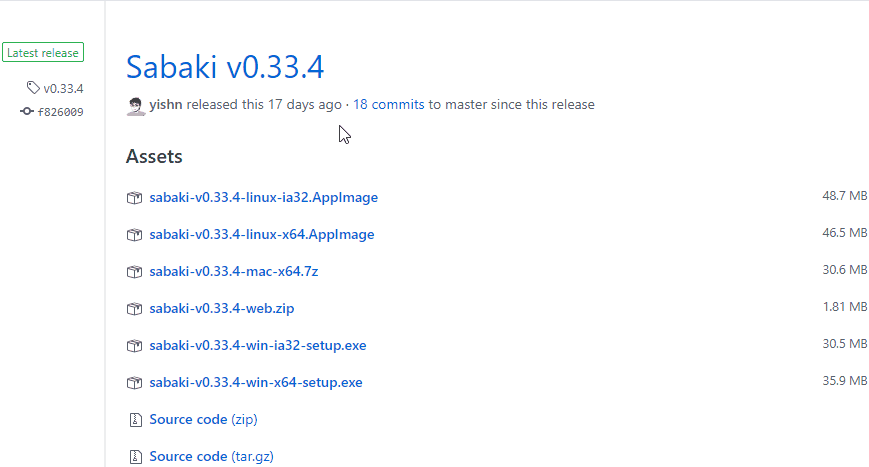 Latest release
v0.33.4
f826009
Sabaki v0.33.4
yishn released this 17 days ago · 18 commits to master since this release
Assets
sabaki-v0.33.4-linux-ia32.AppImage 48.7 MB
sabaki-v0.33.4-linux-x64.AppImage 46.5 MB
sabaki-v0.33.4-mac-x64.7z 30.6 MB
sabaki-v0.33.4-web.zip 1.81 MB
sabaki-v0.33.4-win-ia32-setup.exe 30.5 MB
sabaki-v0.33.4-win-x64-setup.exe 35.9 MB
Source code (zip)
Source code (tar.gz)